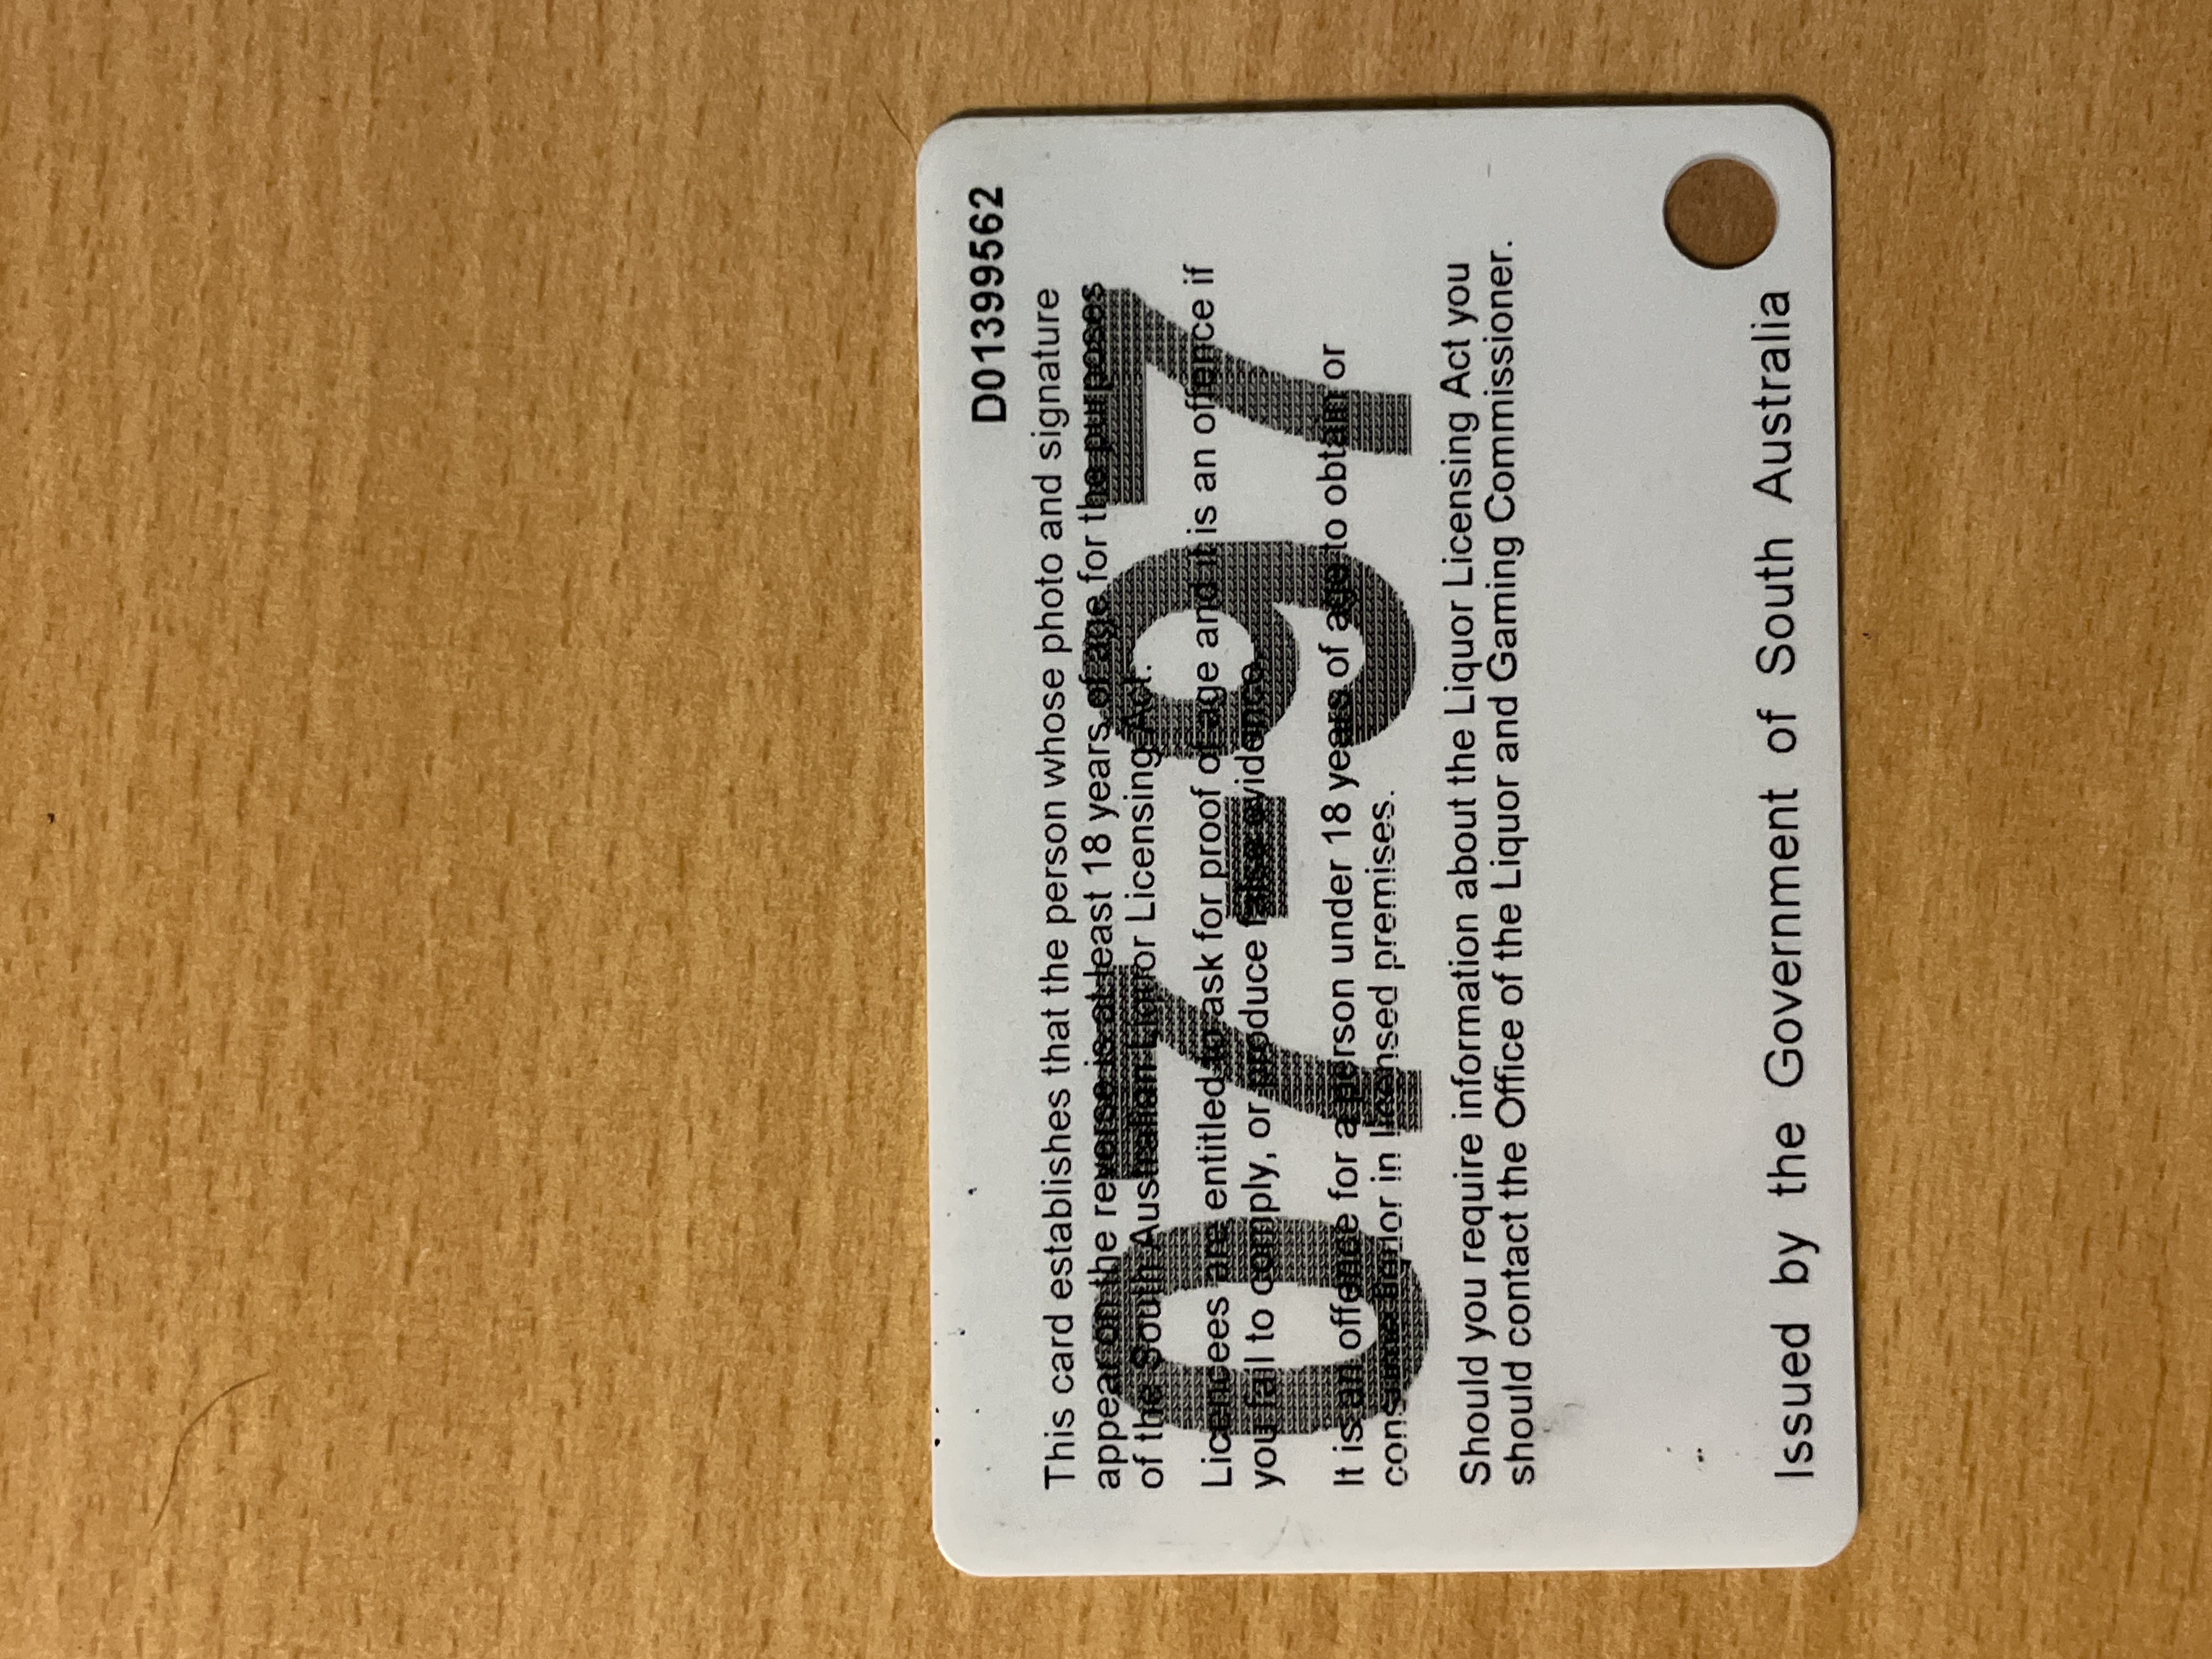 D01399562
This card establishes that the person whose photo and signature
appear on the reverse is at least 18 years of age for the purposes
of the South Australian Liquor Licensing Act.
Licencees are entitled to ask for proof of age and it is an offence if
you fail to comply, or produce false evidence.
It is an offence for a person under 18 years of age to obtain or
consume liquor in licensed premises.
07-97
Should you require information about the Liquor Licensing Act you
should contact the Office of the Liquor and Gaming Commissioner.
Issued by the Government of South Australia